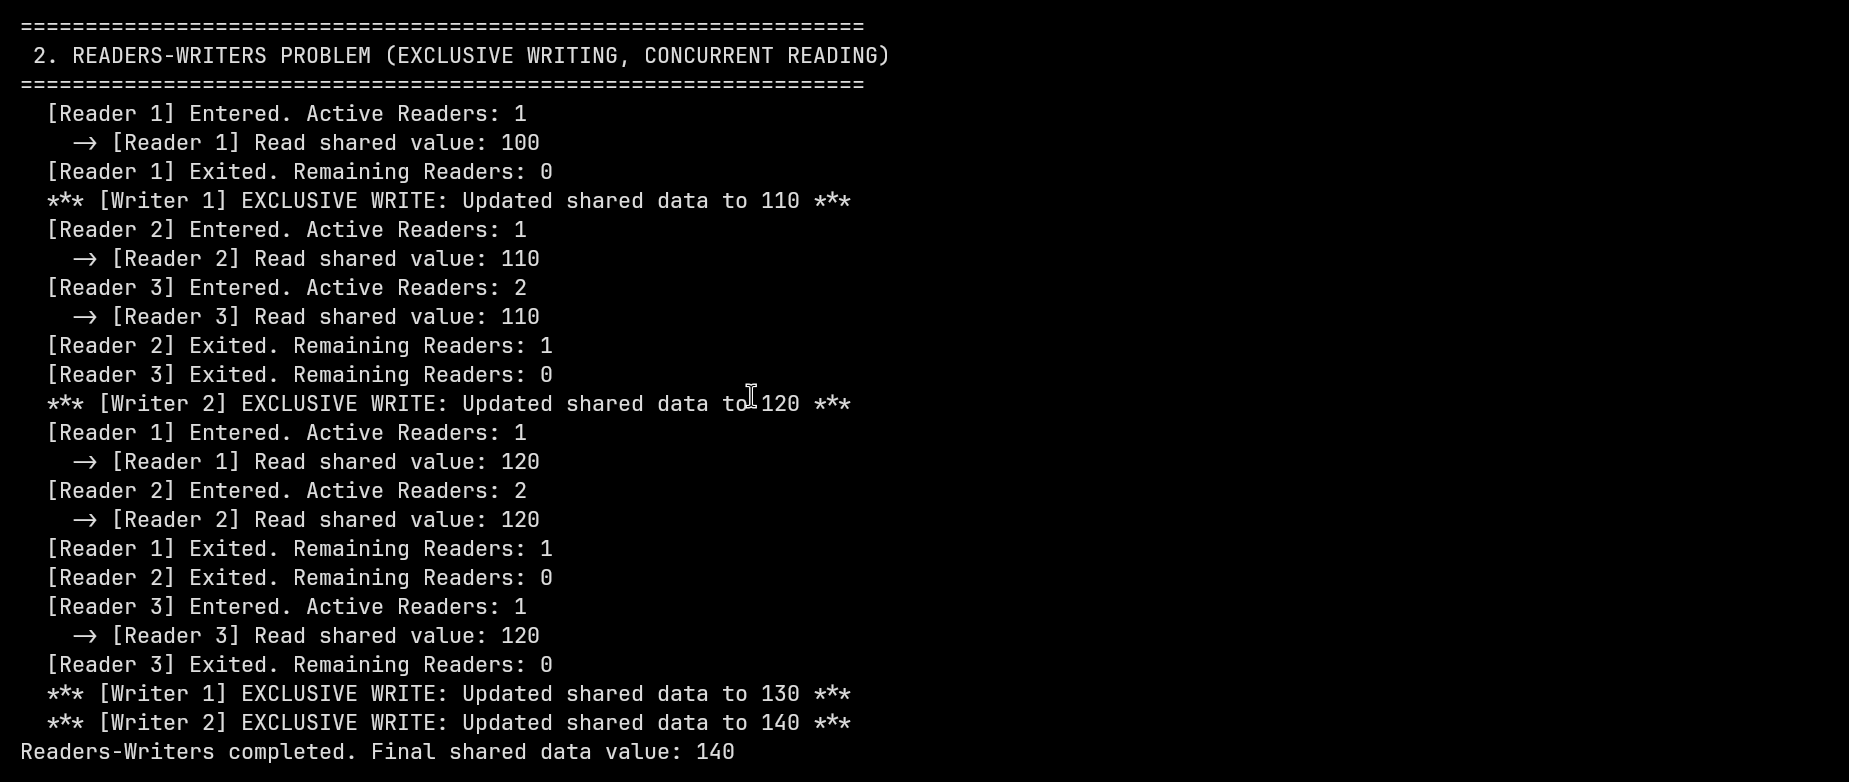 =================================================================
 2. READERS-WRITERS PROBLEM (EXCLUSIVE WRITING, CONCURRENT READING)
=================================================================
  [Reader 1] Entered. Active Readers: 1
    -> [Reader 1] Read shared value: 100
  [Reader 1] Exited. Remaining Readers: 0
  *** [Writer 1] EXCLUSIVE WRITE: Updated shared data to 110 ***
  [Reader 2] Entered. Active Readers: 1
    -> [Reader 2] Read shared value: 110
  [Reader 3] Entered. Active Readers: 2
    -> [Reader 3] Read shared value: 110
  [Reader 2] Exited. Remaining Readers: 1
  [Reader 3] Exited. Remaining Readers: 0
  *** [Writer 2] EXCLUSIVE WRITE: Updated shared data to 120 ***
  [Reader 1] Entered. Active Readers: 1
    -> [Reader 1] Read shared value: 120
  [Reader 2] Entered. Active Readers: 2
    -> [Reader 2] Read shared value: 120
  [Reader 1] Exited. Remaining Readers: 1
  [Reader 2] Exited. Remaining Readers: 0
  [Reader 3] Entered. Active Readers: 1
    -> [Reader 3] Read shared value: 120
  [Reader 3] Exited. Remaining Readers: 0
  *** [Writer 1] EXCLUSIVE WRITE: Updated shared data to 130 ***
  *** [Writer 2] EXCLUSIVE WRITE: Updated shared data to 140 ***
Readers-Writers completed. Final shared data value: 140